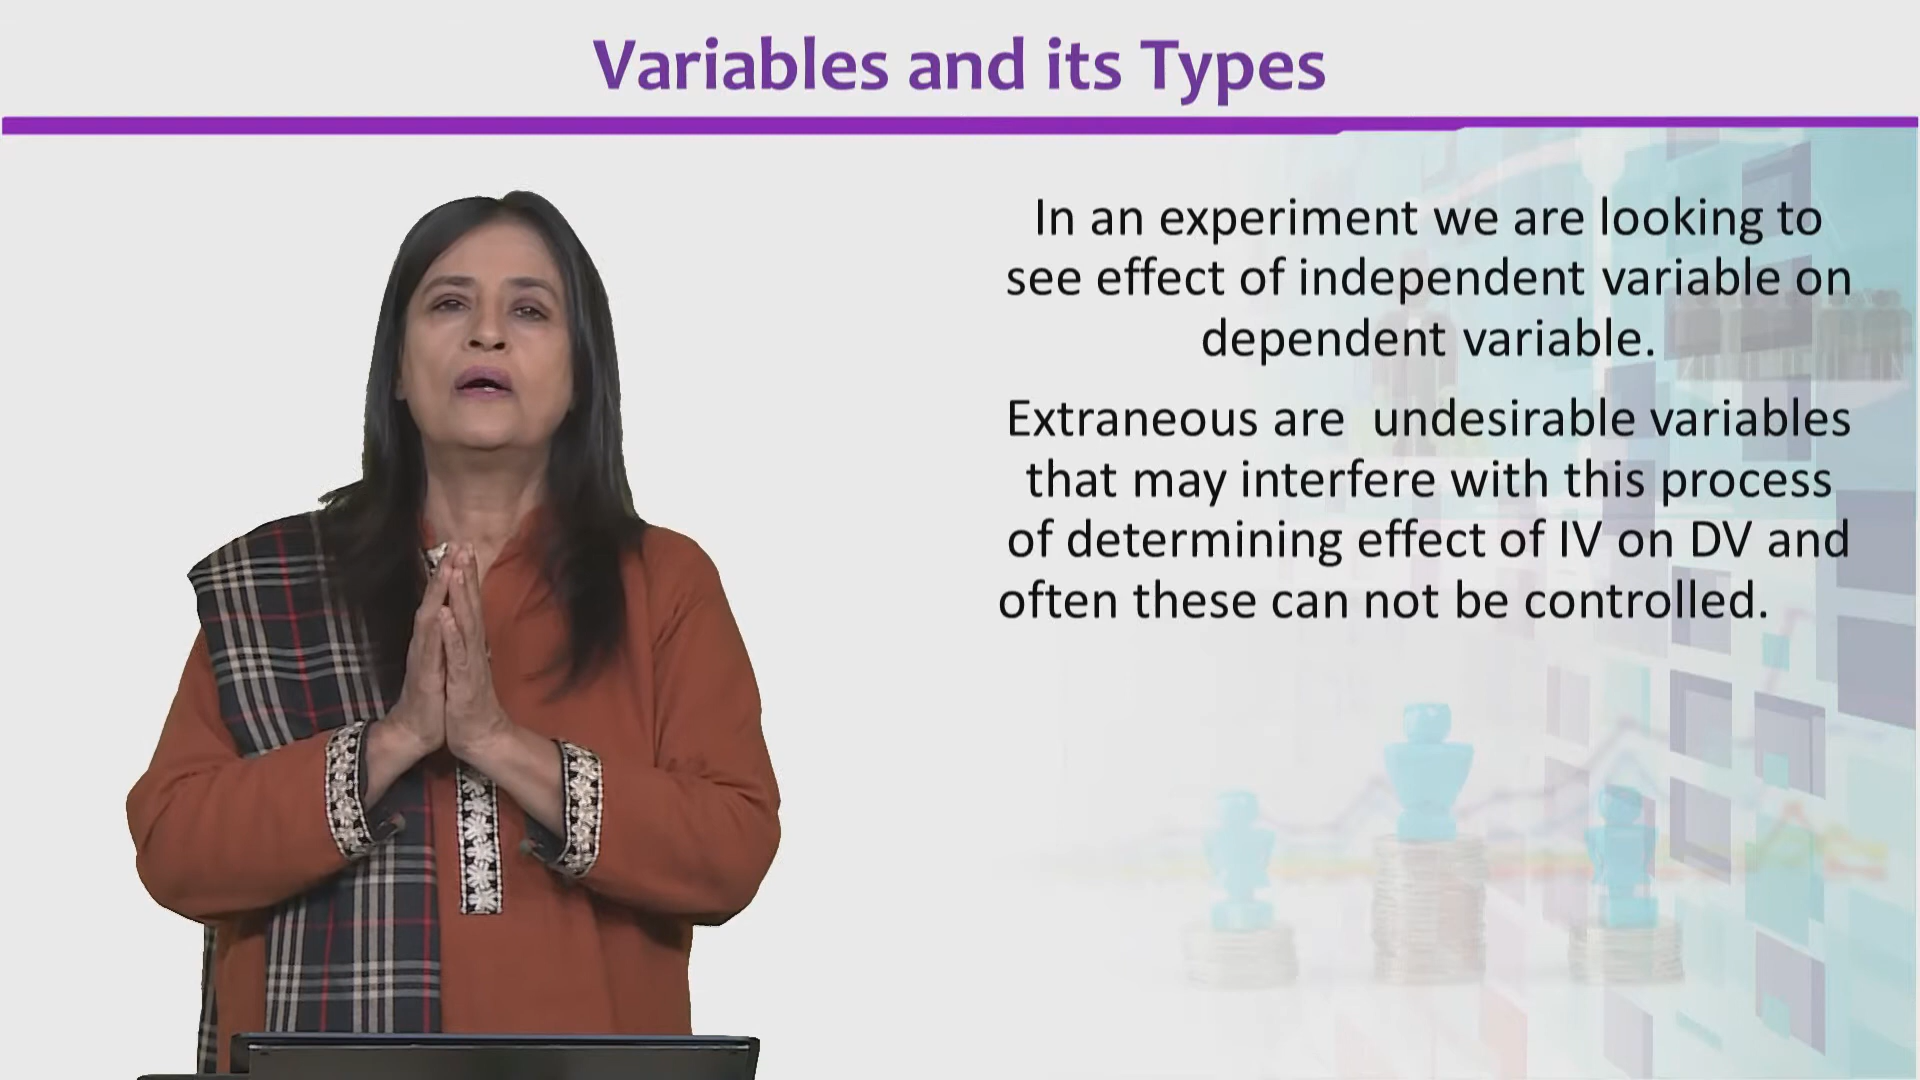 Variables and its Types
In an experiment we are looking to
see effect of independent variable on
dependent variable.
Extraneous are  undesirable variables
that may interfere with this process
of determining effect of IV on DV and
often these can not be controlled.